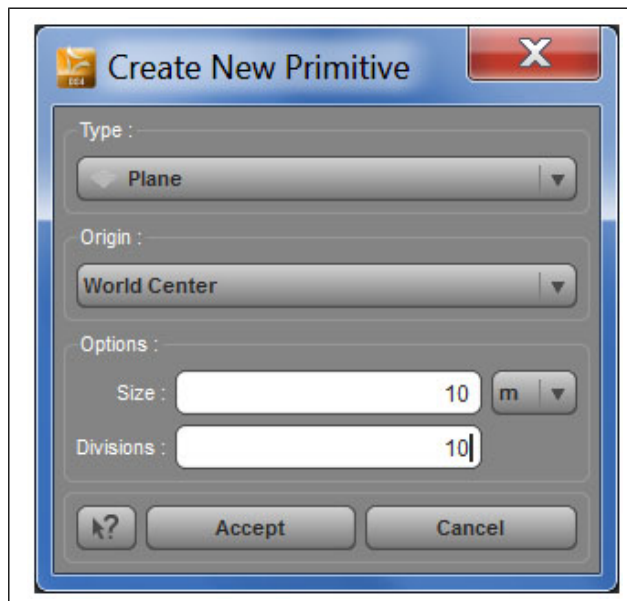 Create New Primitive
Type :
Plane
Origin :
World Center
Options :
Size : 10 m
Divisions : 10
? Accept Cancel